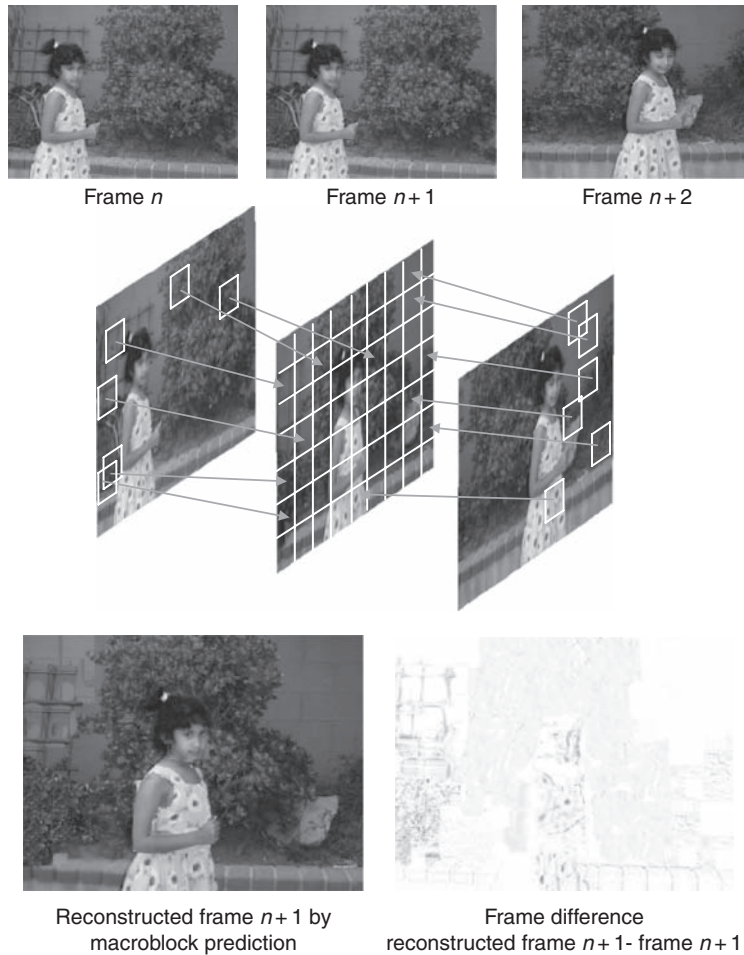 Frame n
Frame n + 1
Frame n + 2
Reconstructed frame n + 1 by
macroblock prediction
Frame difference
reconstructed frame n + 1- frame n + 1